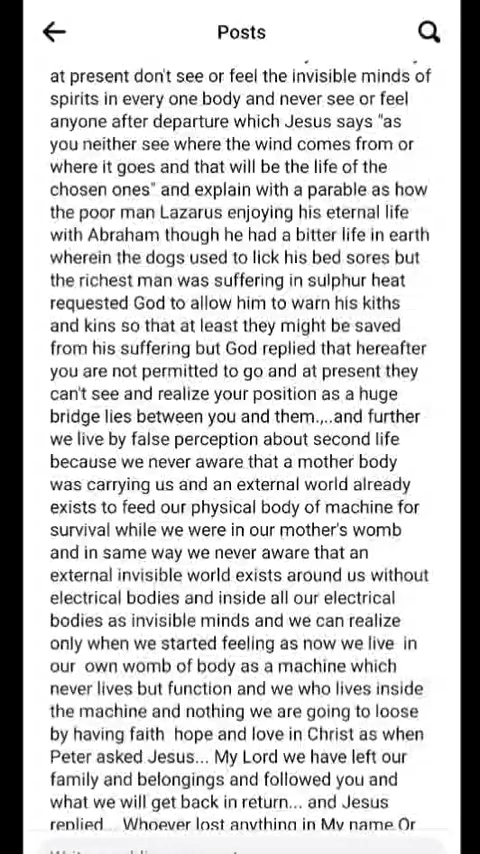 Posts
at present don't see or feel the invisible minds of
spirits in every one body and never see or feel
anyone after departure which Jesus says "as
you neither see where the wind comes from or
where it goes and that will be the life of the
chosen ones" and explain with a parable as how
the poor man Lazarus enjoying his eternal life
with Abraham though he had a bitter life in earth
wherein the dogs used to lick his bed sores but
the richest man was suffering in sulphur heat
requested God to allow him to warn his kiths
and kins so that at least they might be saved
from his suffering but God replied that hereafter
you are not permitted to go and at present they
can't see and realize your position as a huge
bridge lies between you and them.,..and further
we live by false perception about second life
because we never aware that a mother body
was carrying us and an external world already
exists to feed our physical body of machine for
survival while we were in our mother's womb
and in same way we never aware that an
external invisible world exists around us without
electrical bodies and inside all our electrical
bodies as invisible minds and we can realize
only when we started feeling as now we live in
our own womb of body as a machine which
never lives but function and we who lives inside
the machine and nothing we are going to loose
by having faith hope and love in Christ as when
Peter asked Jesus... My Lord we have left our
family and belongings and followed you and
what we will get back in return... and Jesus
replied... Whoever lost anything in My name Or